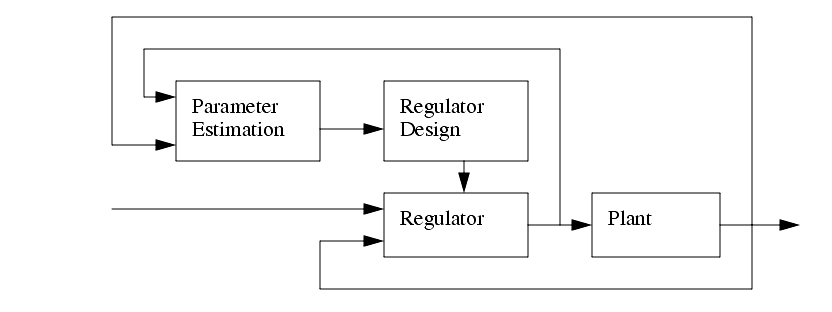 Parameter
Estimation
Regulator
Design
Regulator
Plant